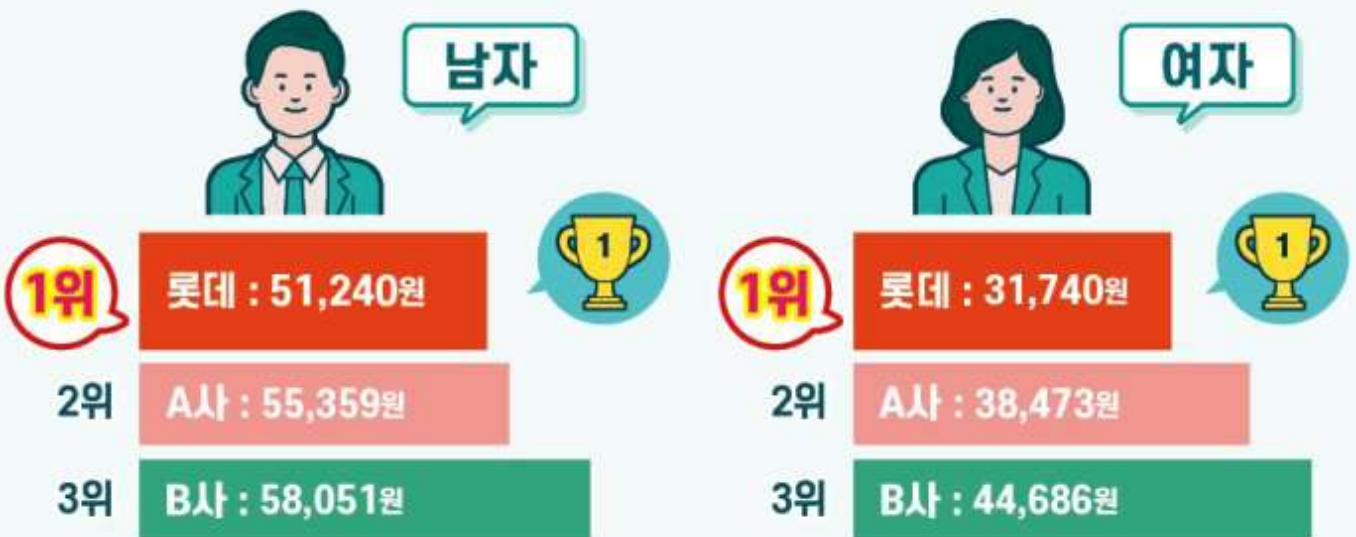 남자
1
1위
롯데 : 51,240원
2위
A사 : 55,359원
3위
B사 : 58,051원
여자
1
1위
롯데 : 31,740원
2위
A사 : 38,473원
3위
B사 : 44,686원